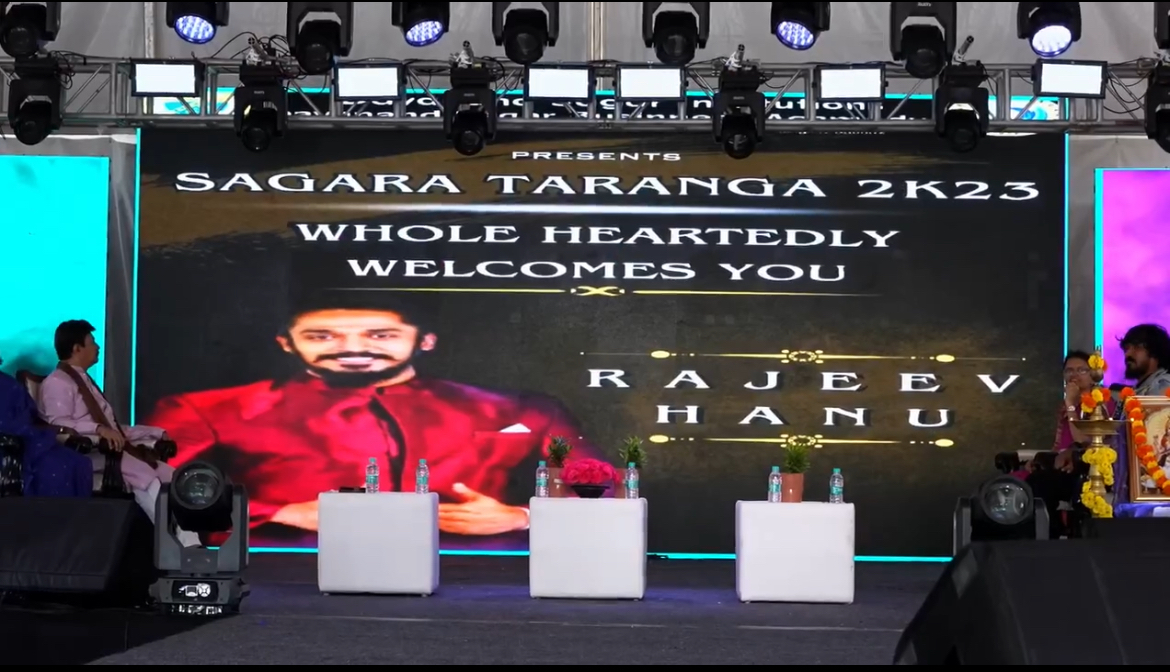 PRESENTS
SAGARA TARANGA 2K23
WHOLE HEARTEDLY
WELCOMES YOU
RAJEEV
HANU